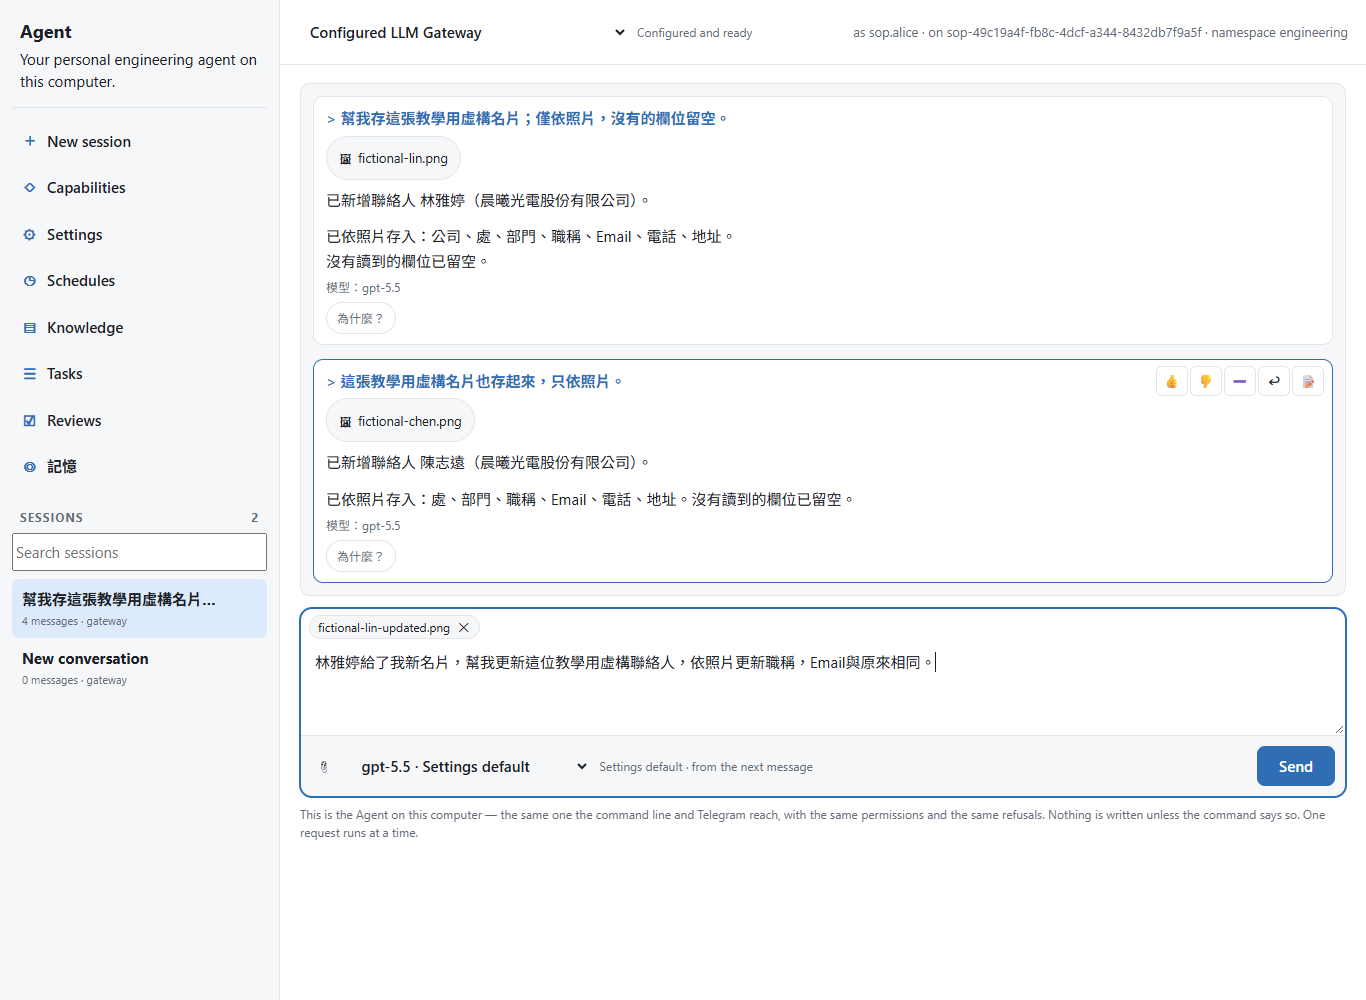 Agent
Your personal engineering agent on
this computer.
New session
Capabilities
Settings
Schedules
Knowledge
Tasks
Reviews
記憶
SESSIONS 2
Search sessions
幫我存這張教學用虛構名片...
4 messages · gateway
New conversation
0 messages · gateway
Configured LLM Gateway
Configured and ready
as sop.alice · on sop-49c19a4f-fb8c-4dcf-a344-8432db7f9a5f · namespace engineering
> 幫我存這張教學用虛構名片；僅依照片，沒有的欄位留空。
fictional-lin.png
已新增聯絡人 林雅婷（晨曦光電股份有限公司）。
已依照片存入：公司、處、部門、職稱、Email、電話、地址。
沒有讀到的欄位已留空。
模型：gpt-5.5
為什麼？
> 這張教學用虛構名片也存起來，只依照片。
fictional-chen.png
已新增聯絡人 陳志遠（晨曦光電股份有限公司）。
已依照片存入：處、部門、職稱、Email、電話、地址。沒有讀到的欄位已留空。
模型：gpt-5.5
為什麼？
fictional-lin-updated.png
林雅婷給了我新名片，幫我更新這位教學用虛構聯絡人，依照片更新職稱，Email與原來相同。
gpt-5.5 · Settings default
Settings default · from the next message
Send
This is the Agent on this computer — the same one the command line and Telegram reach, with the same permissions and the same refusals. Nothing is written unless the command says so. One
request runs at a time.